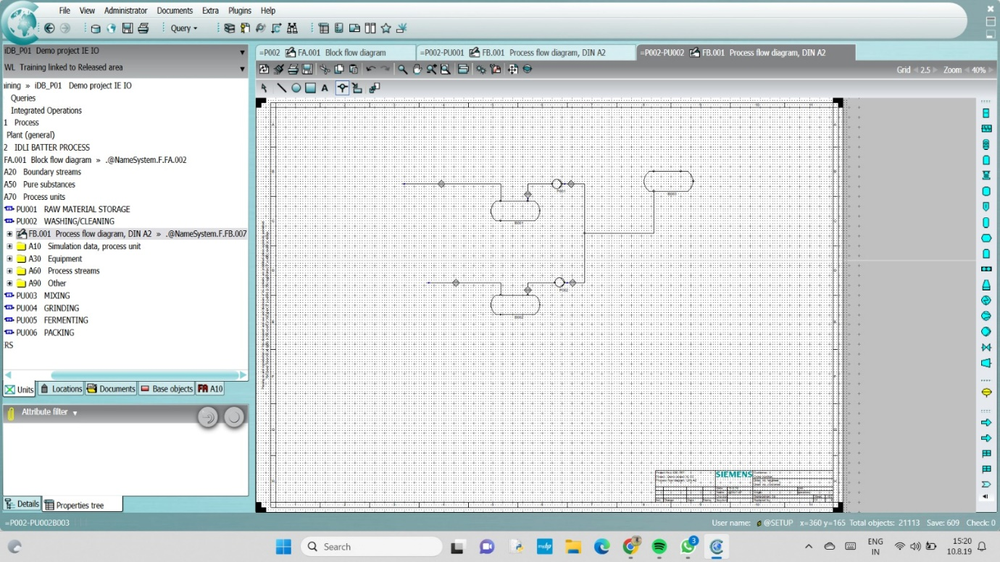 File View Administrator Documents Extra Plugins Help
Query
iDB_P01 Demo project IE IO
WL Training linked to Released area
ining » iDB_P01 Demo project IE IO
Queries
Integrated Operations
1 Process
Plant (general)
2 IDLI BATTER PROCESS
FA.001 Block flow diagram » .@NameSystem.F.FA.002
A20 Boundary streams
A50 Pure substances
A70 Process units
PU001 RAW MATERIAL STORAGE
PU002 WASHING/CLEANING
FB.001 Process flow diagram, DIN A2 » .@NameSystem.F.FB.007
A10 Simulation data, process unit
A30 Equipment
A60 Process streams
A90 Other
PU003 MIXING
PU004 GRINDING
PU005 FERMENTING
PU006 PACKING
RS
Units Locations Documents Base objects FA A10
Attribute filter
Details Properties tree
=P002 FA.001 Block flow diagram
=P002-PU001 FB.001 Process flow diagram, DIN A2
=P002-PU002 FB.001 Process flow diagram, DIN A2
Grid 2.5 Zoom 40%
A
P001
B003
B001
P002
B002
SIEMENS
=P002-PU002B003
User name: @SETUP x=360 y=165 Total objects: 21113 Save: 609 Check: 0
Search
myhp
3
ENG
IN
15:20
10.8.19